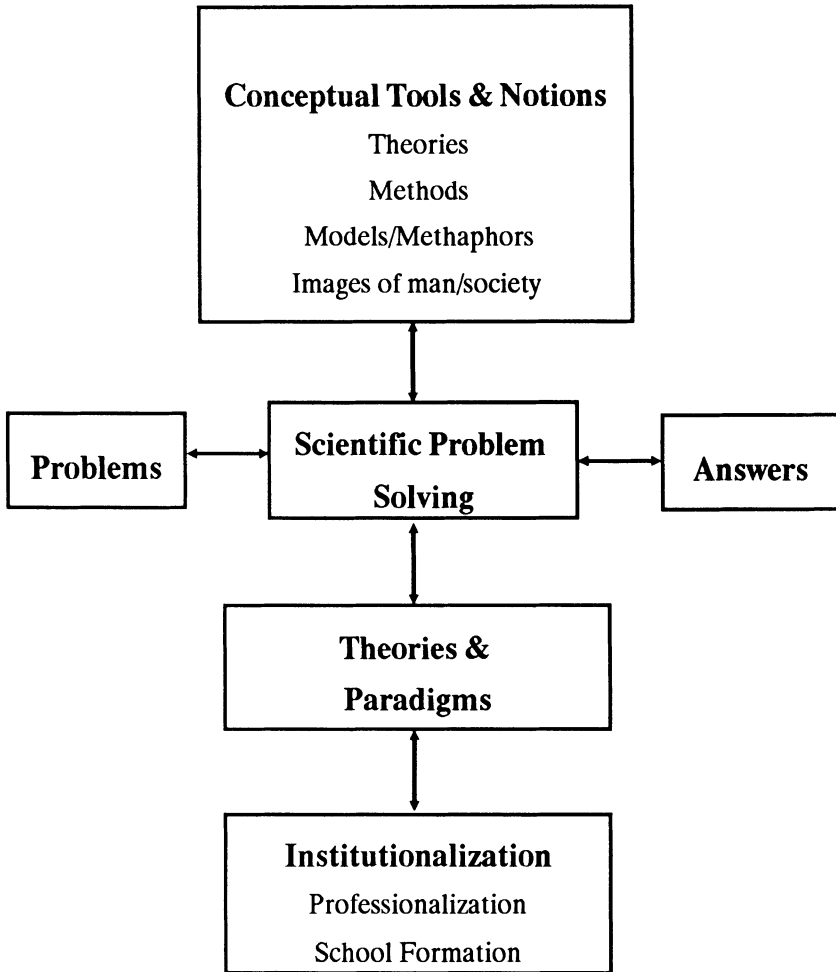 Conceptual Tools & Notions
Theories
Methods
Models/Methaphors
Images of man/society
Problems
Scientific Problem
Solving
Answers
Theories &
Paradigms
Institutionalization
Professionalization
School Formation